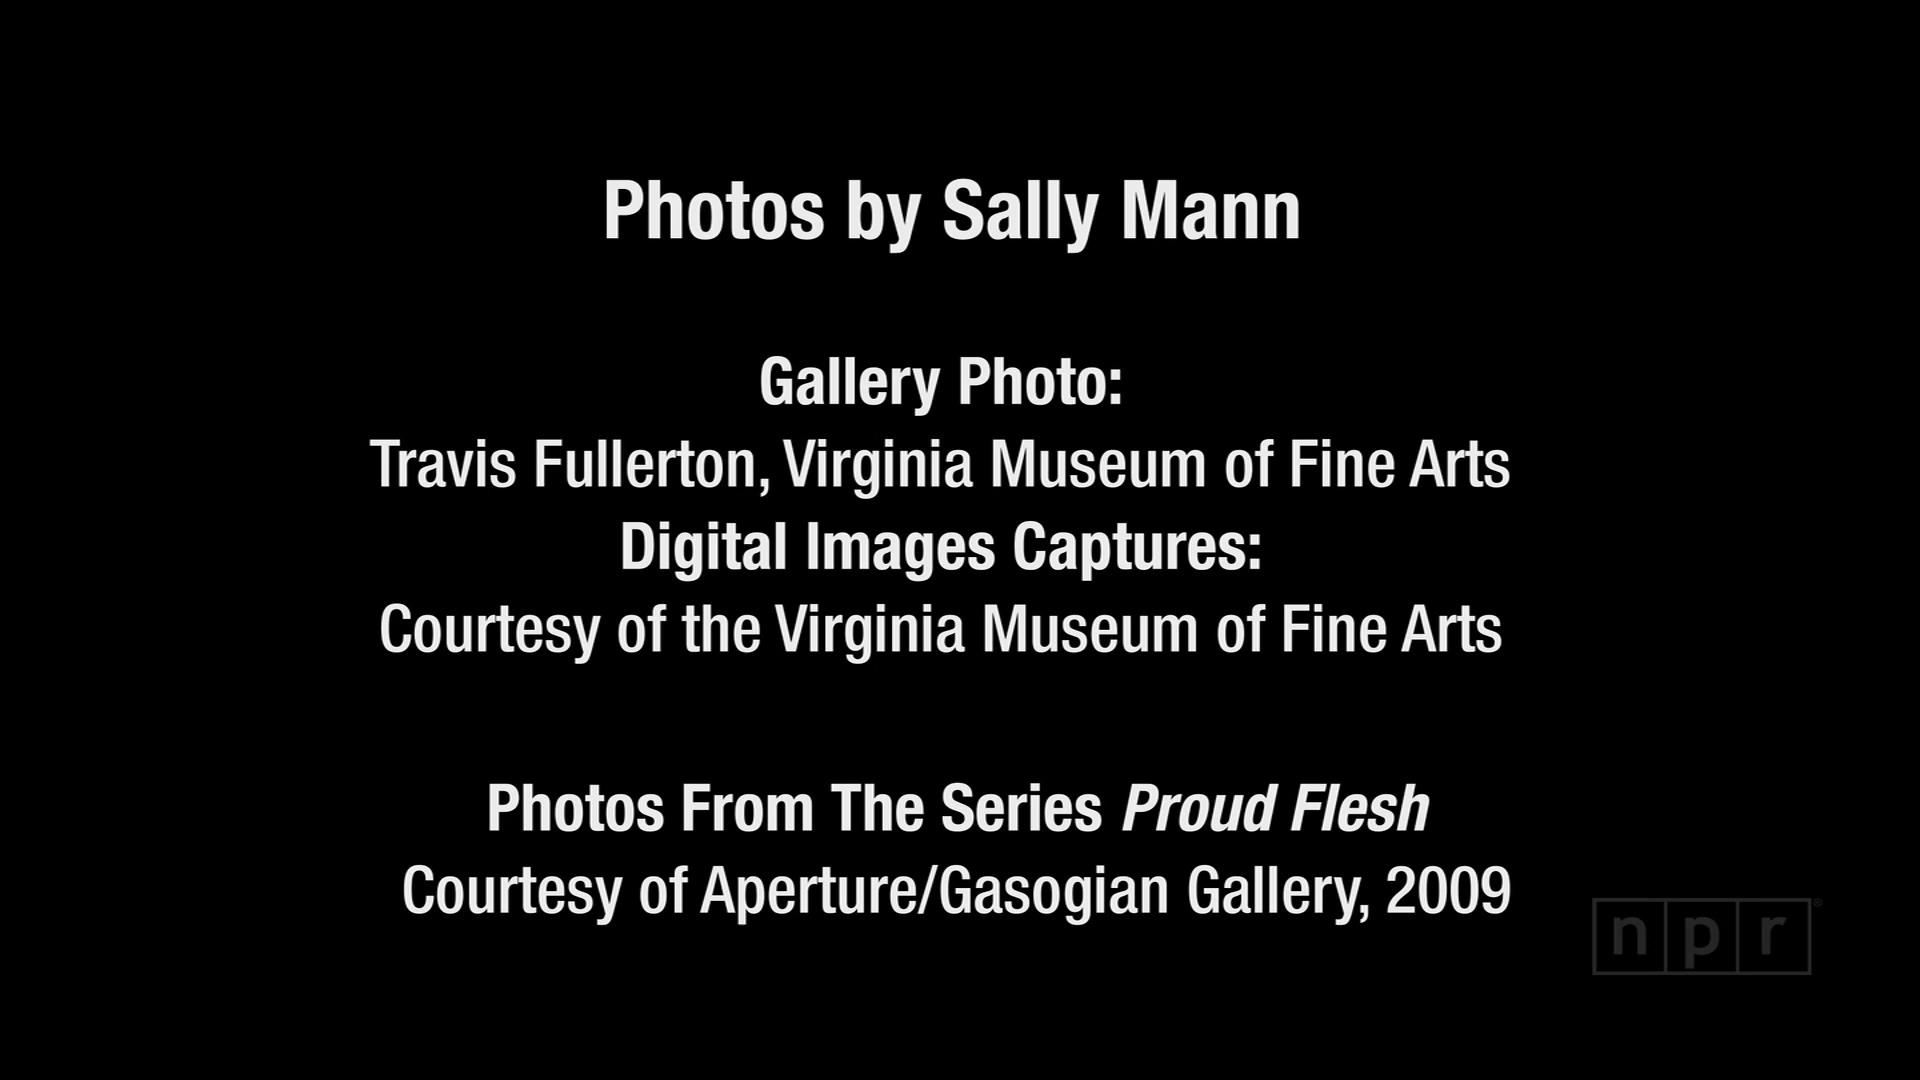 Photos by Sally Mann
Gallery Photo:
Travis Fullerton, Virginia Museum of Fine Arts
Digital Images Captures:
Courtesy of the Virginia Museum of Fine Arts
Photos From The Series Proud Flesh
Courtesy of Aperture/Gasogian Gallery, 2009
npr®